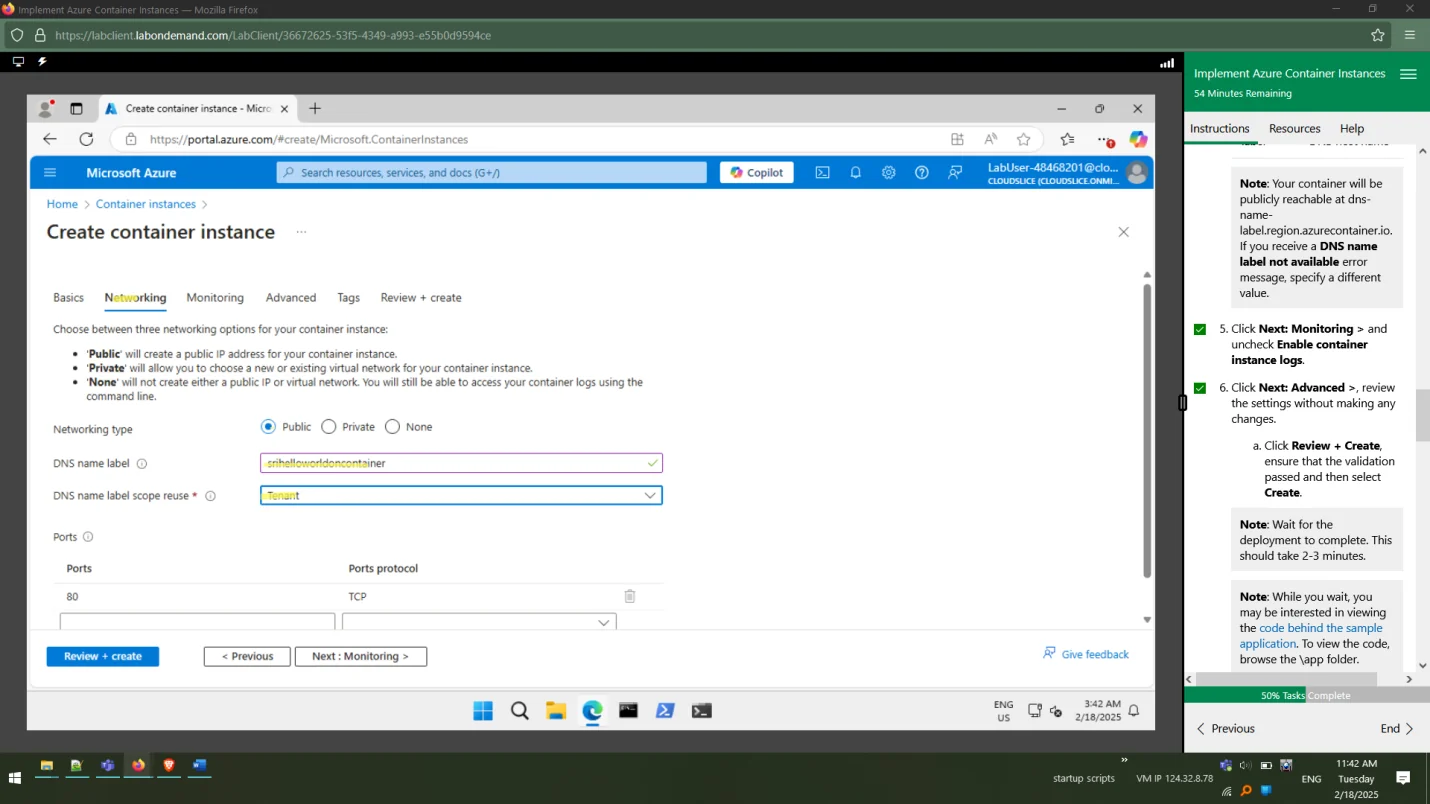 Implement Azure Container Instances — Mozilla Firefox
https://labclient.labondemand.com/LabClient/36672625-53f5-4349-a993-e55b0d9594ce
Create container instance - Micro
https://portal.azure.com/#create/Microsoft.ContainerInstances
Microsoft Azure
Search resources, services, and docs (G+/)
Copilot
LabUser-48468201@clo...
CLOUDSLICE (CLOUDSLICE.ONMI...
Home > Container instances >
Create container instance ...
Basics Networking Monitoring Advanced Tags Review + create
Choose between three networking options for your container instance:
• 'Public' will create a public IP address for your container instance.
• 'Private' will allow you to choose a new or existing virtual network for your container instance.
• 'None' will not create either a public IP or virtual network. You will still be able to access your container logs using the
command line.
Networking type Public Private None
DNS name label srihelloworldoncontainer
DNS name label scope reuse * Tenant
Ports
Ports Ports protocol
80 TCP
Review + create < Previous Next : Monitoring > Give feedback
ENG
US
3:42 AM
2/18/2025
Implement Azure Container Instances
54 Minutes Remaining
Instructions Resources Help
Note: Your container will be
publicly reachable at dns-
name-
label.region.azurecontainer.io.
If you receive a DNS name
label not available error
message, specify a different
value.
5. Click Next: Monitoring > and
uncheck Enable container
instance logs.
6. Click Next: Advanced >, review
the settings without making any
changes.
a. Click Review + Create,
ensure that the validation
passed and then select
Create.
Note: Wait for the
deployment to complete. This
should take 2-3 minutes.
Note: While you wait, you
may be interested in viewing
the code behind the sample
application. To view the code,
browse the \app folder.
50% Tasks Complete
< Previous End >
startup scripts VM IP 124.32.8.78
ENG
11:42 AM
Tuesday
2/18/2025